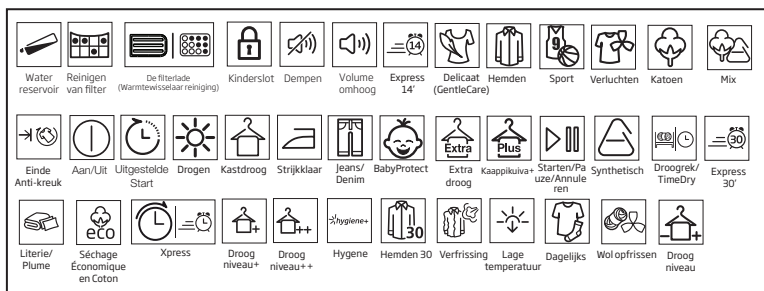 14
9
Water
reservoir
Reinigen
van filter
De filterlade
(Warmtewisselaar reiniging)
Kinderslot
Dempen
Volume
omhoog
Express
14'
Delicaat
(GentleCare)
Hemden
Sport
Verluchten
Katoen
Mix
Extra
Plus
30
Einde
Anti-kreuk
Aan/Uit
Uitgestelde
Start
Drogen
Kastdroog
Strijkklaar
Jeans/
Denim
BabyProtect
Extra
droog
Kaappikuiva+
Starten/Pa
uze/Annule
ren
Synthetisch
Droogrek/
TimeDry
Express
30'
eco
hygiene+
30
Literie/
Plume
Séchage
Économique
en Coton
Xpress
Droog
niveau+
Droog
niveau++
Hygene
Hemden 30
Verfrissing
Lage
temperatuur
Dagelijks
Wol opfrissen
Droog
niveau